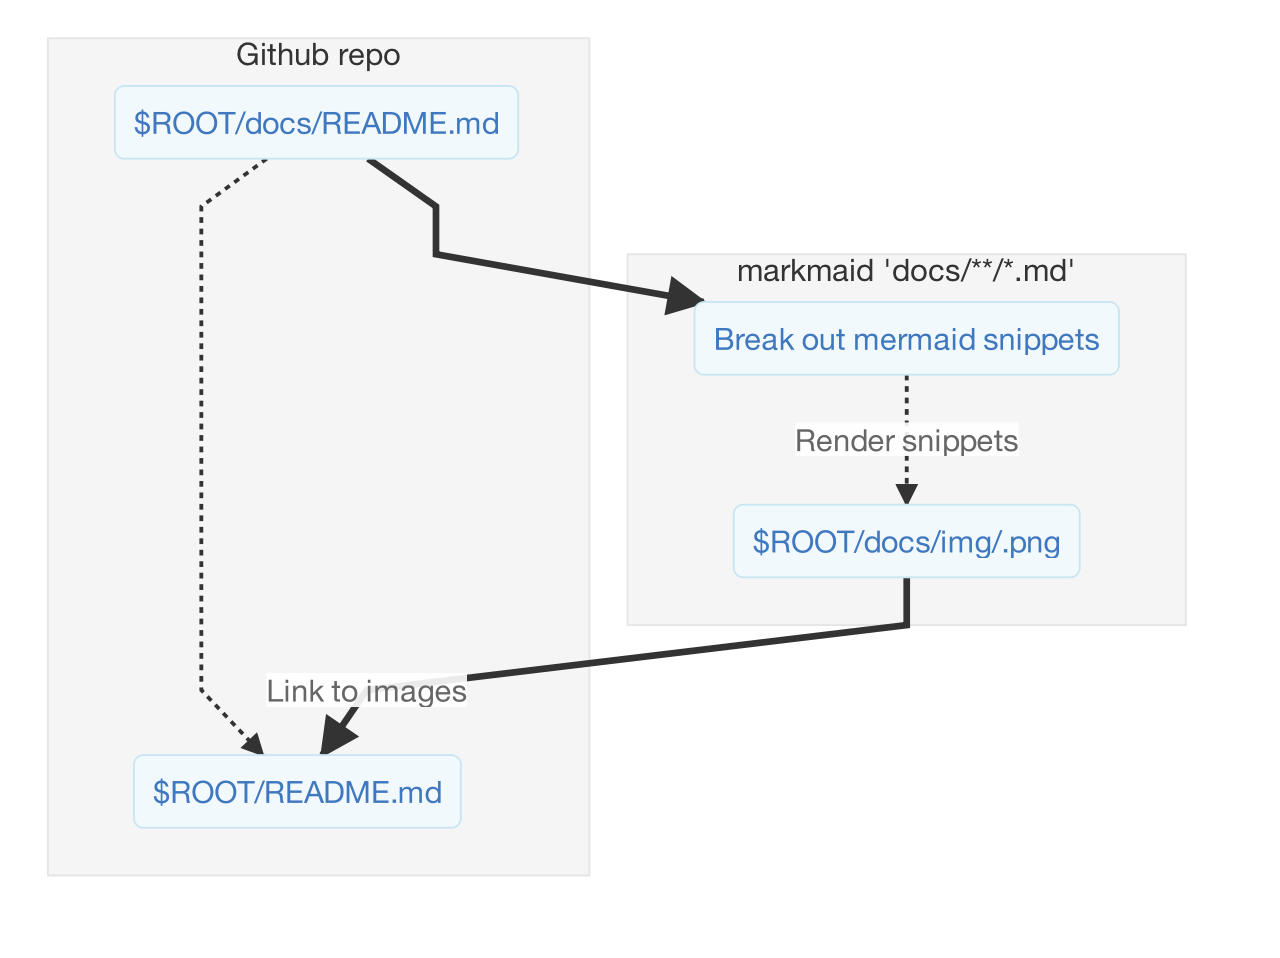 Github repo
$ROOT/docs/README.md
markmaid 'docs/**/*.md'
Break out mermaid snippets
Render snippets
$ROOT/docs/img/.png
Link to images
$ROOT/README.md